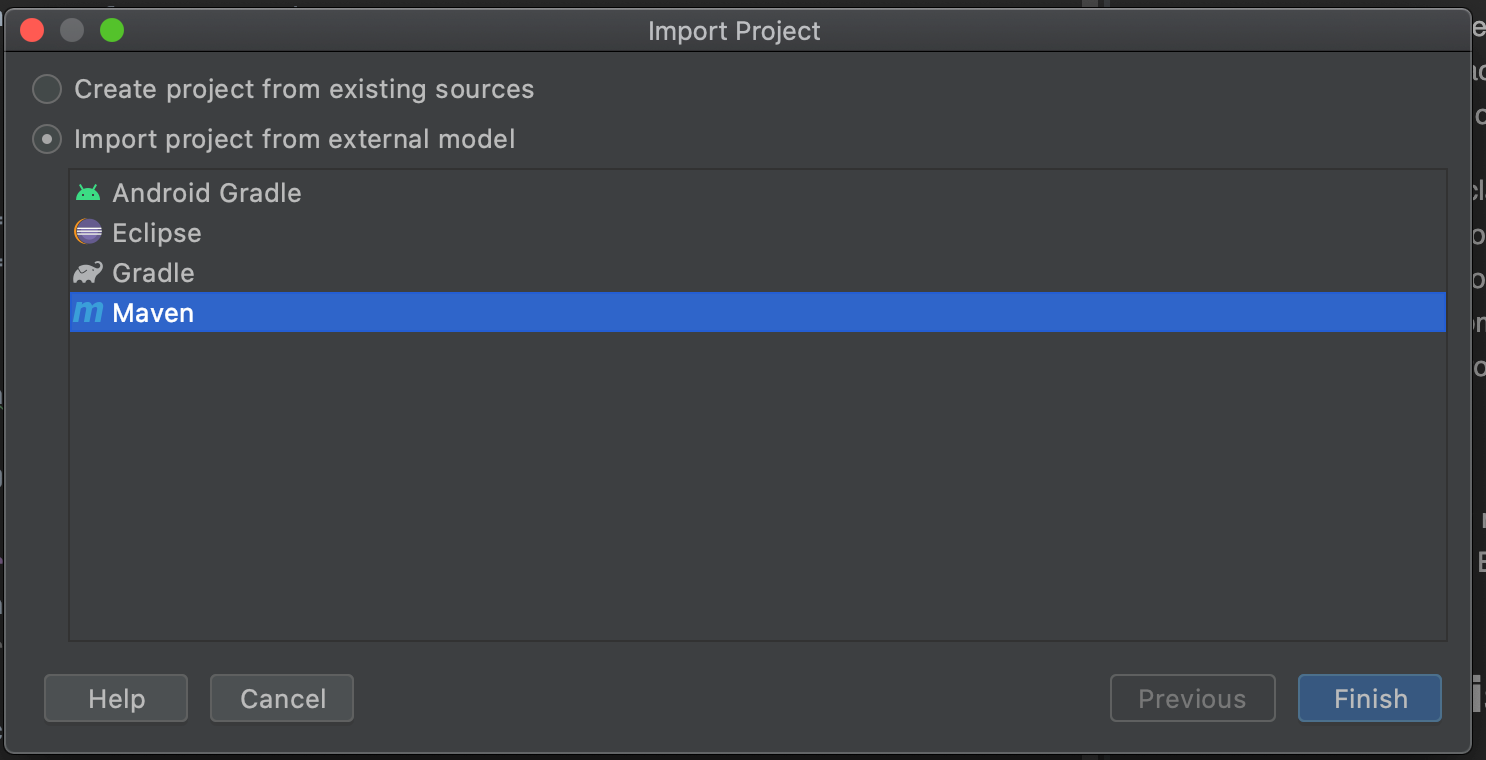 Import Project
Create project from existing sources
Import project from external model
Android Gradle
Eclipse
Gradle
m Maven
Help
Cancel
Previous
Finish